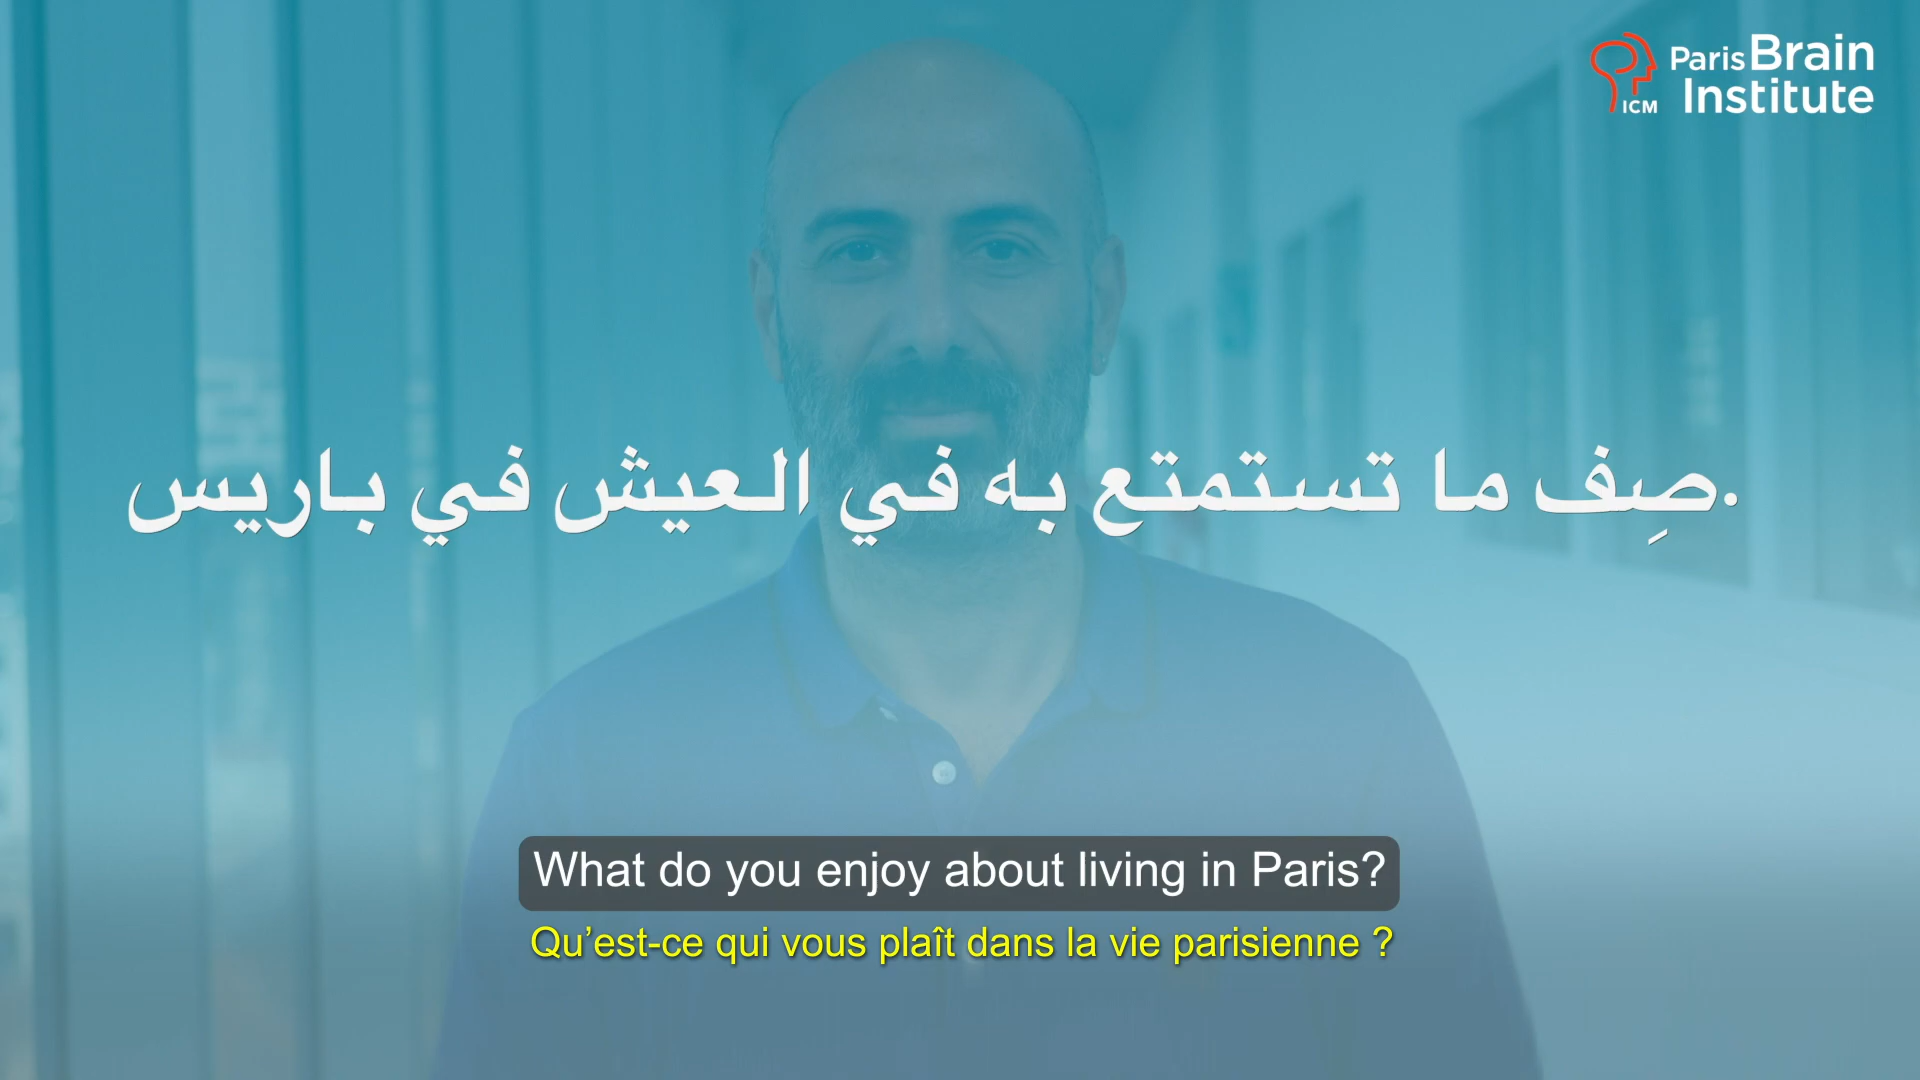 Paris Brain
Institute
ICM
.صِف ما تستمتع به في العيش في باريس
What do you enjoy about living in Paris?
Qu’est-ce qui vous plaît dans la vie parisienne ?